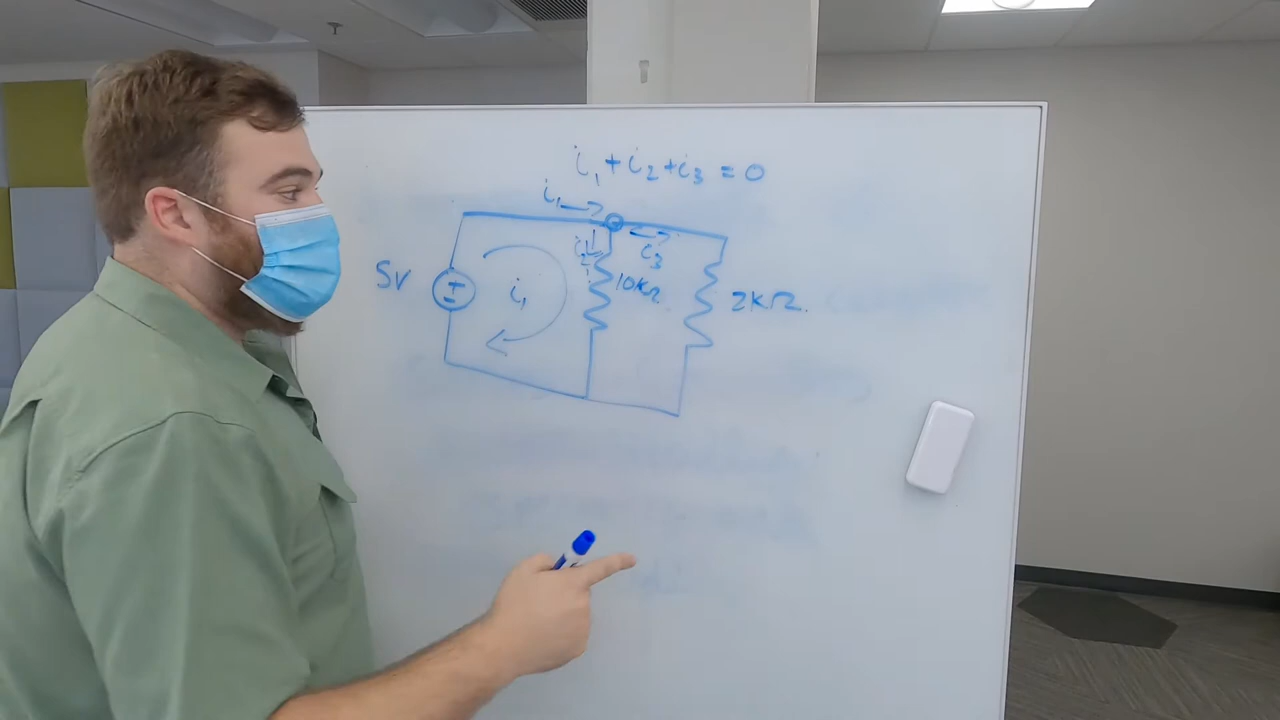 i₁ + i₂ + i₃ = 0
i₁
i₂
i₃
5v
i₁
10kΩ
2kΩ.